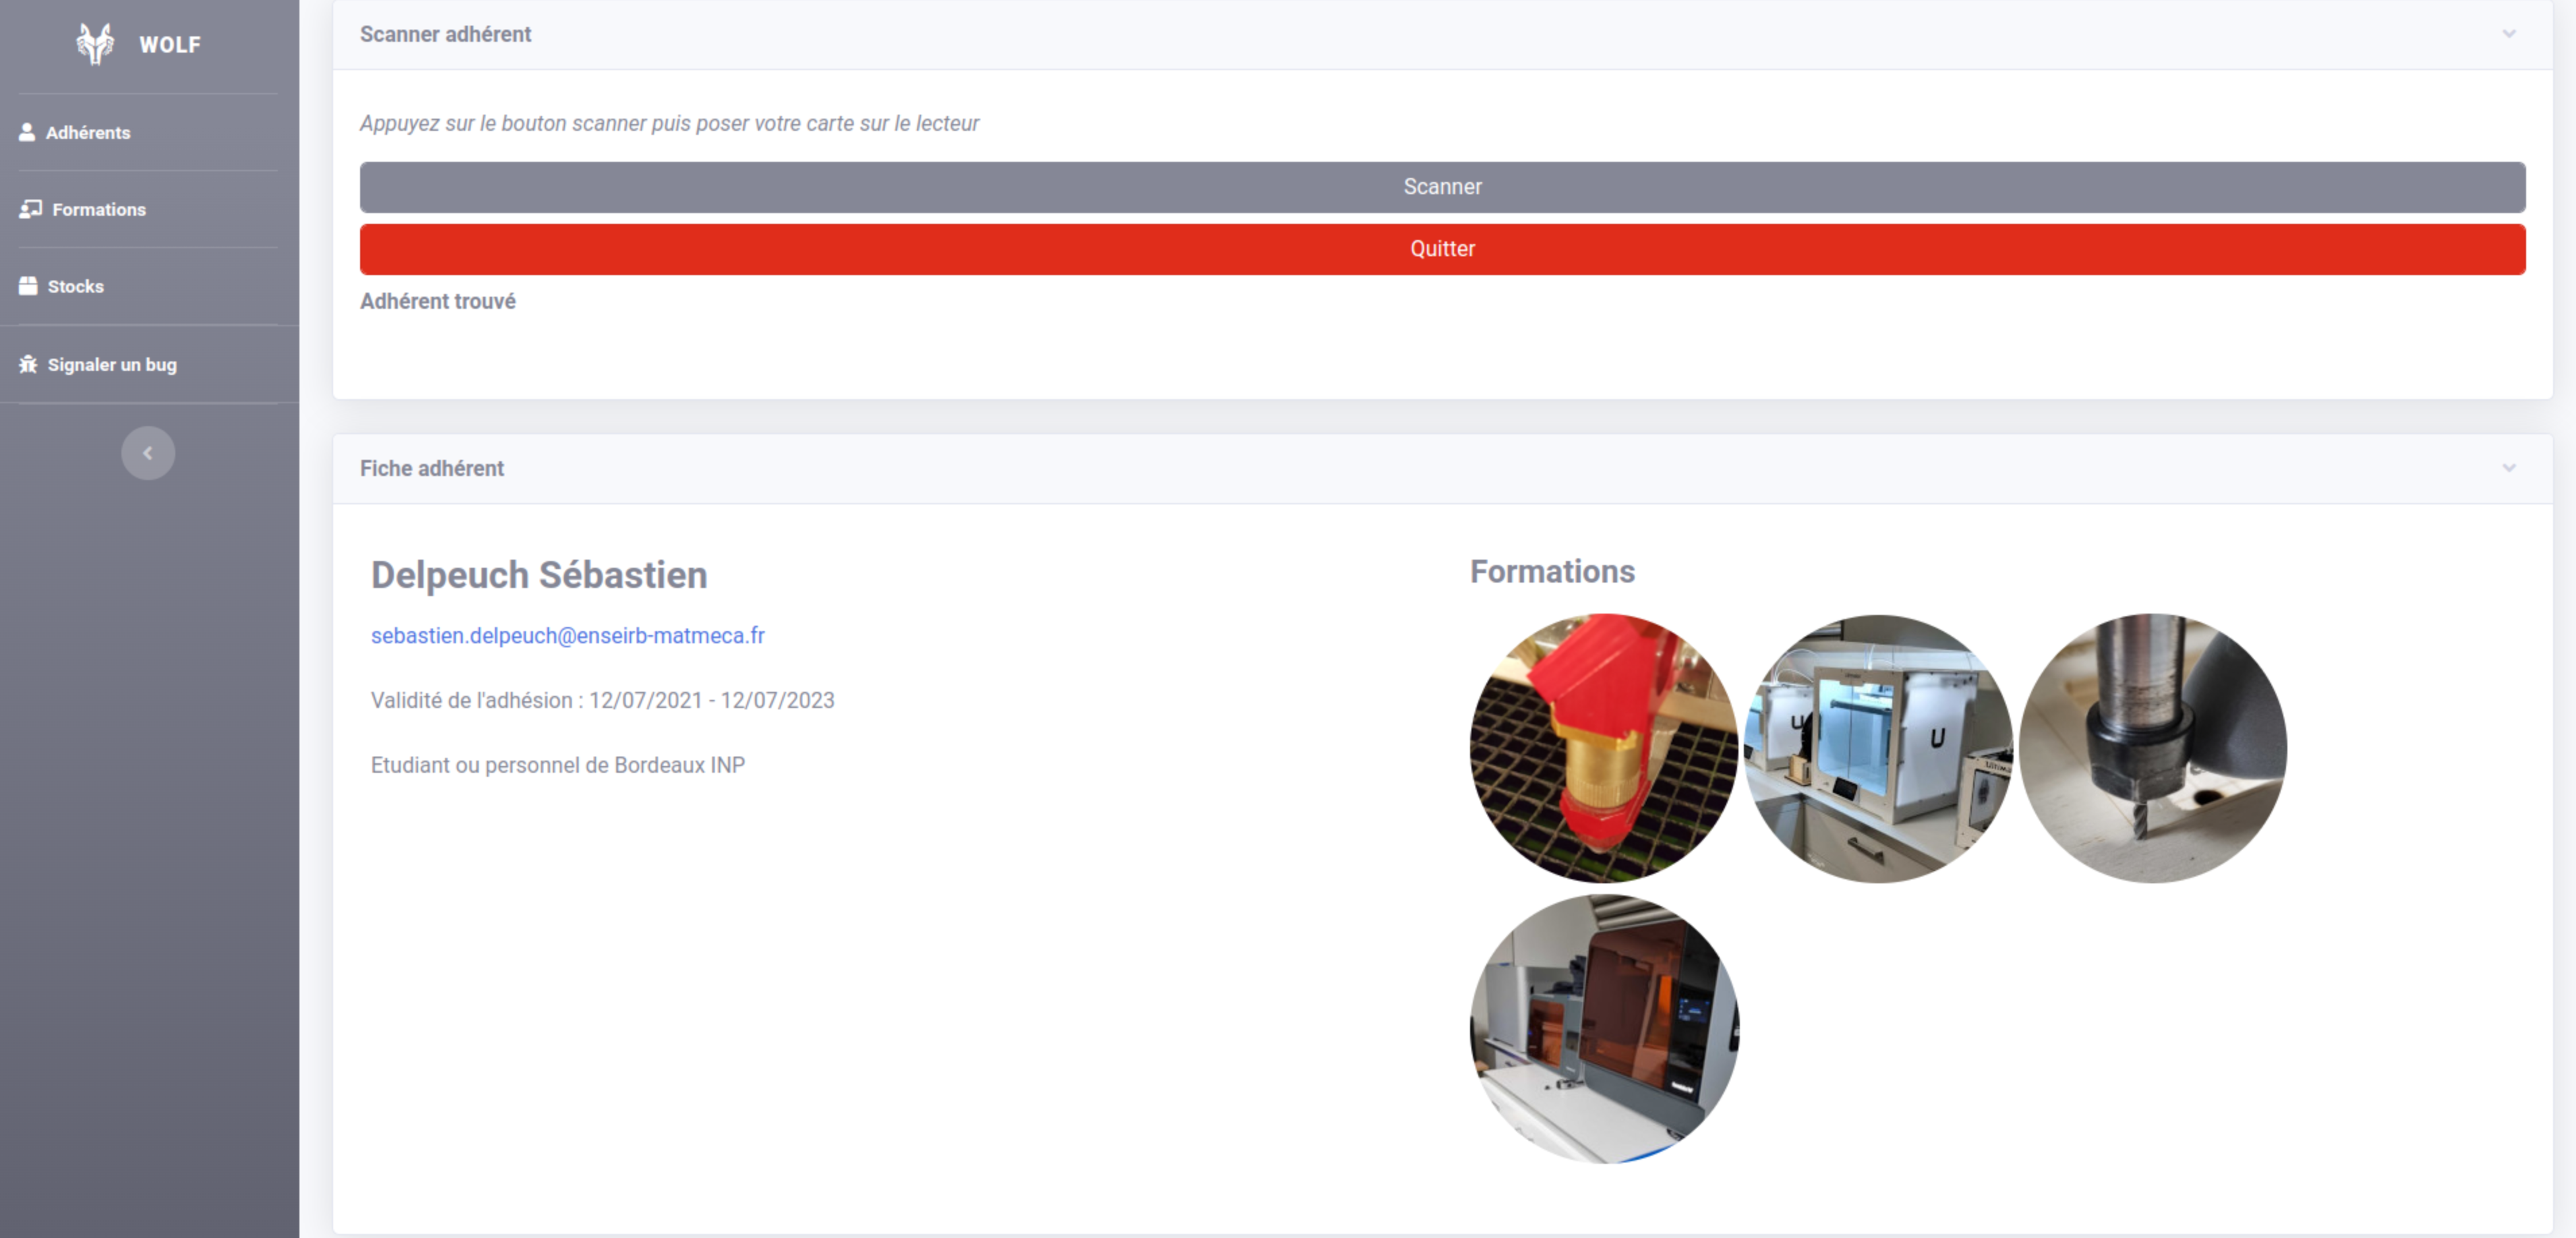 WOLF
Adhérents
Formations
Stocks
Signaler un bug
Scanner adhérent
Appuyez sur le bouton scanner puis poser votre carte sur le lecteur
Scanner
Quitter
Adhérent trouvé
Fiche adhérent
Delpeuch Sébastien
sebastien.delpeuch@enseirb-matmeca.fr
Validité de l'adhésion : 12/07/2021 - 12/07/2023
Etudiant ou personnel de Bordeaux INP
Formations
U
U